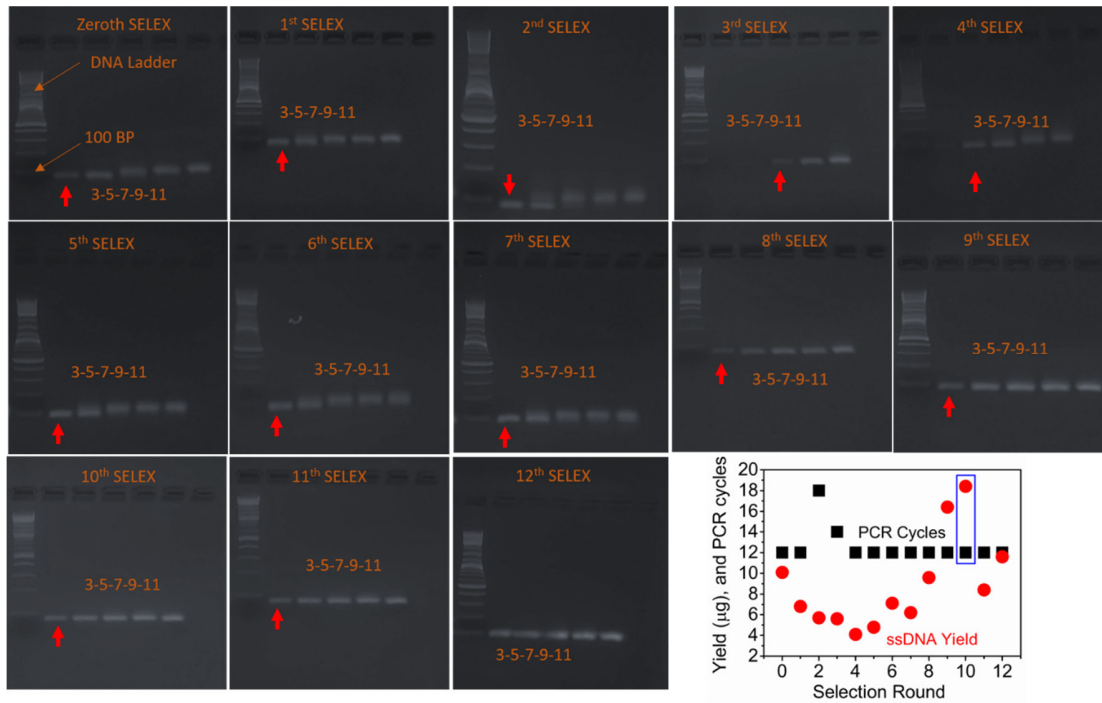 Zeroth SELEX
DNA Ladder
100 BP
3-5-7-9-11
1st SELEX
3-5-7-9-11
2nd SELEX
3-5-7-9-11
3rd SELEX
3-5-7-9-11
4th SELEX
3-5-7-9-11
5th SELEX
3-5-7-9-11
6th SELEX
3-5-7-9-11
7th SELEX
3-5-7-9-11
8th SELEX
3-5-7-9-11
9th SELEX
3-5-7-9-11
10th SELEX
3-5-7-9-11
11th SELEX
3-5-7-9-11
12th SELEX
3-5-7-9-11
Yield (µg), and PCR cycles
20
18
16
14
12
10
8
6
4
2
PCR Cycles
ssDNA Yield
0 2 4 6 8 10 12
Selection Round